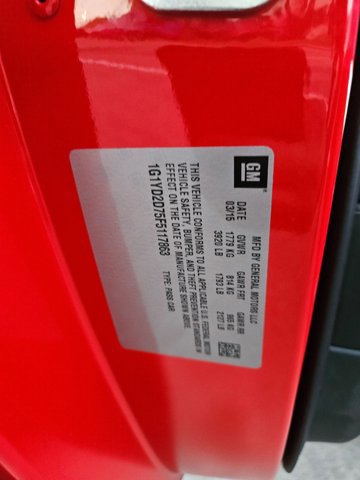 GM
MFD BY GENERAL MOTORS LLC
DATE GVWR GAWR FRT GAWR RR
03/15 1779 KG 814 KG 965 KG
3920 LB 1793 LB 2127 LB
THIS VEHICLE CONFORMS TO ALL APPLICABLE U.S. FEDERAL MOTOR
VEHICLE SAFETY, BUMPER, AND THEFT PREVENTION STANDARDS IN
EFFECT ON THE DATE OF MANUFACTURE SHOWN ABOVE.
1G1YD2D75F5117863 TYPE: PASS CAR